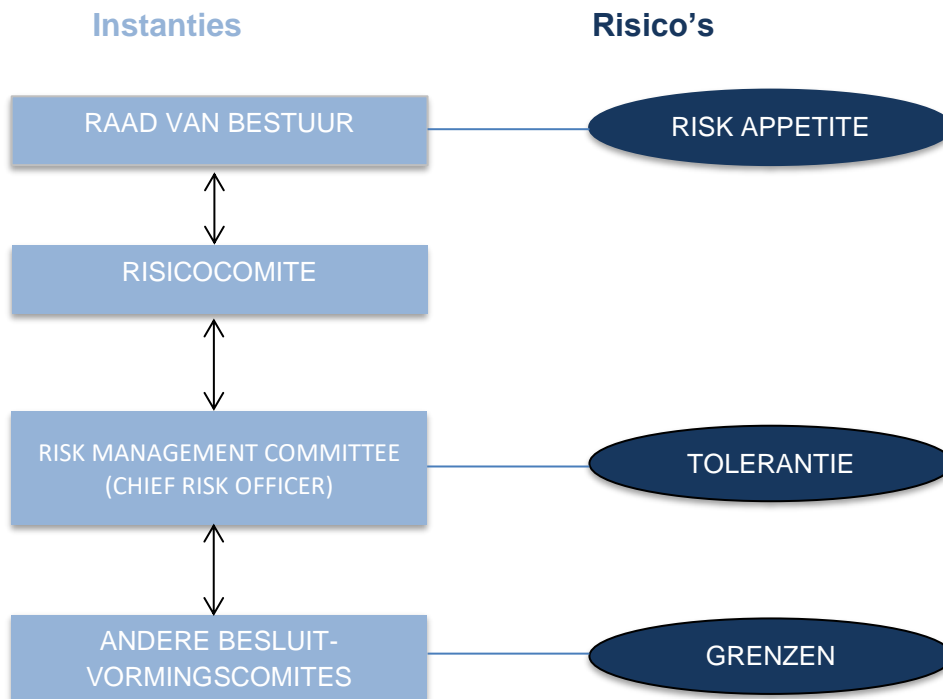 Instanties
Risico’s
RAAD VAN BESTUUR
RISK APPETITE
RISICOCOMITE
RISK MANAGEMENT COMMITTEE
(CHIEF RISK OFFICER)
TOLERANTIE
ANDERE BESLUIT-
VORMINGSCOMITES
GRENZEN